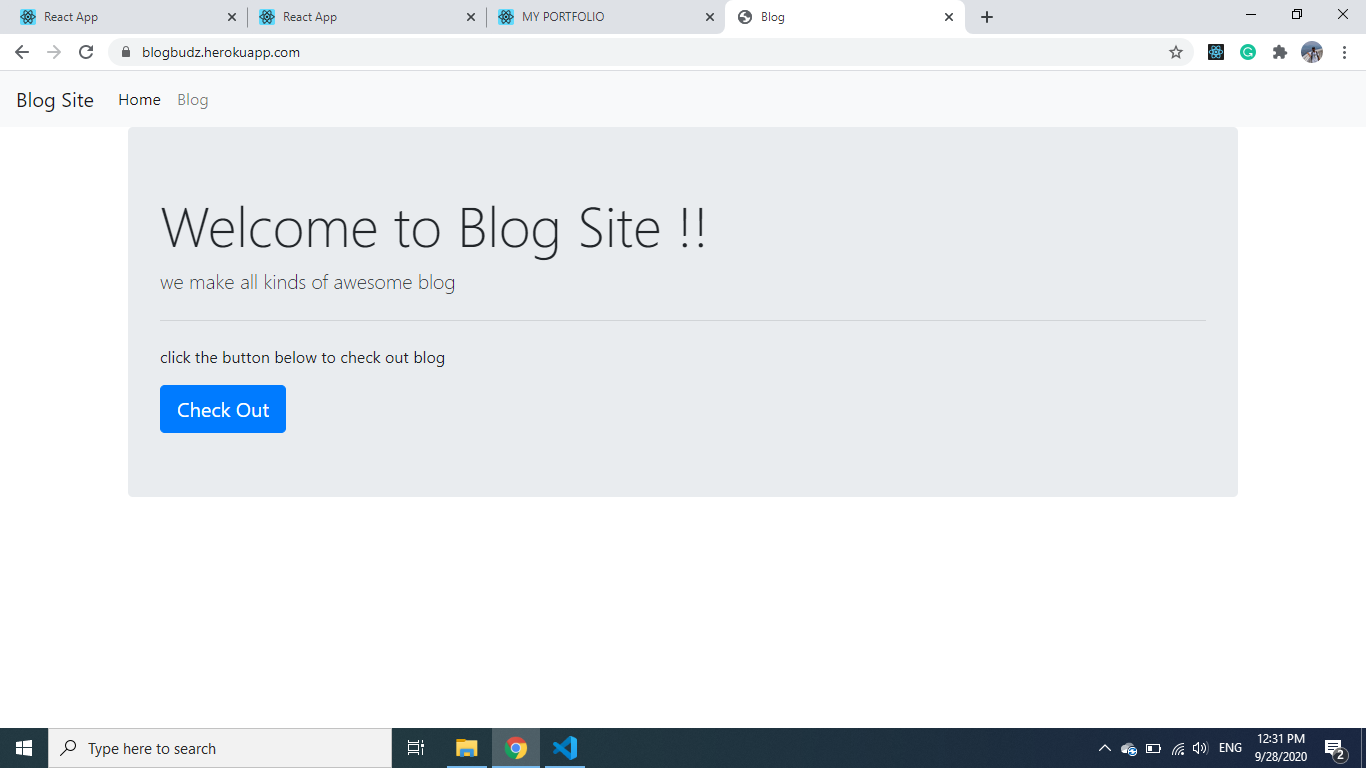 React App
React App
MY PORTFOLIO
Blog
blogbudz.herokuapp.com
Blog Site Home Blog
Welcome to Blog Site !!
we make all kinds of awesome blog
click the button below to check out blog
Check Out
Type here to search
ENG
12:31 PM
9/28/2020
2